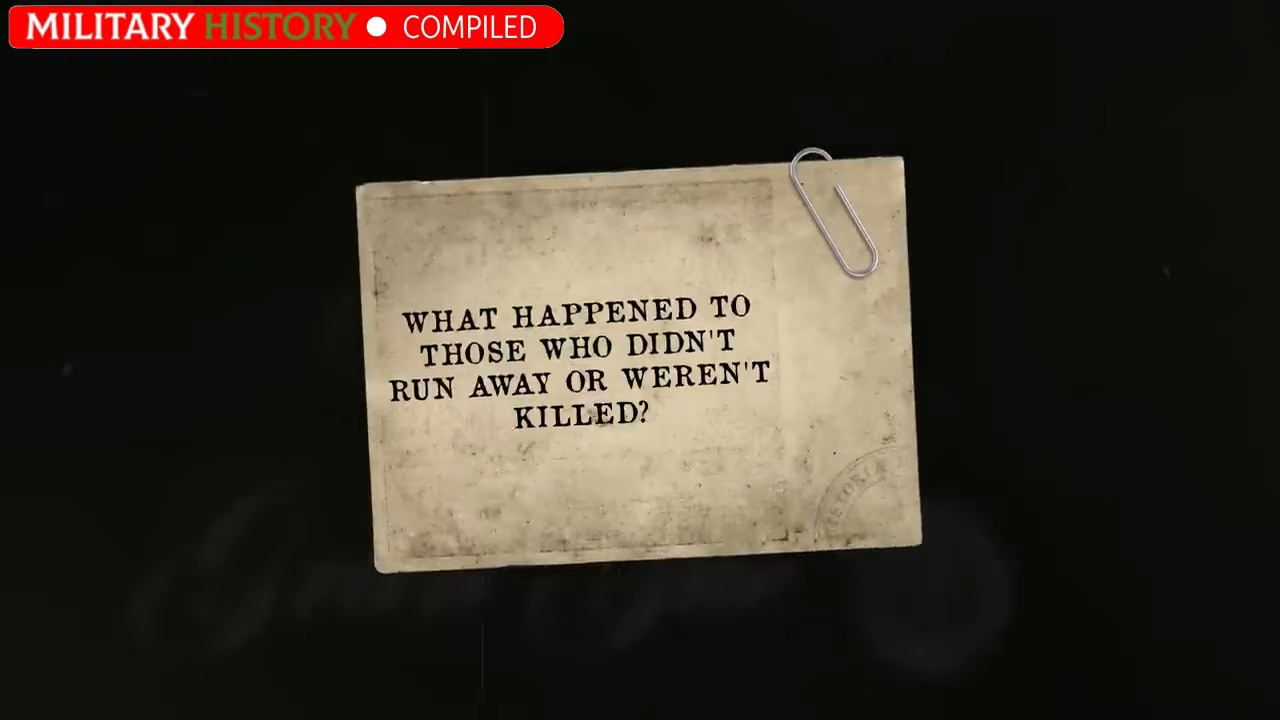 MILITARY HISTORY ● COMPILED
WHAT HAPPENED TO
THOSE WHO DIDN'T
RUN AWAY OR WEREN'T
KILLED?